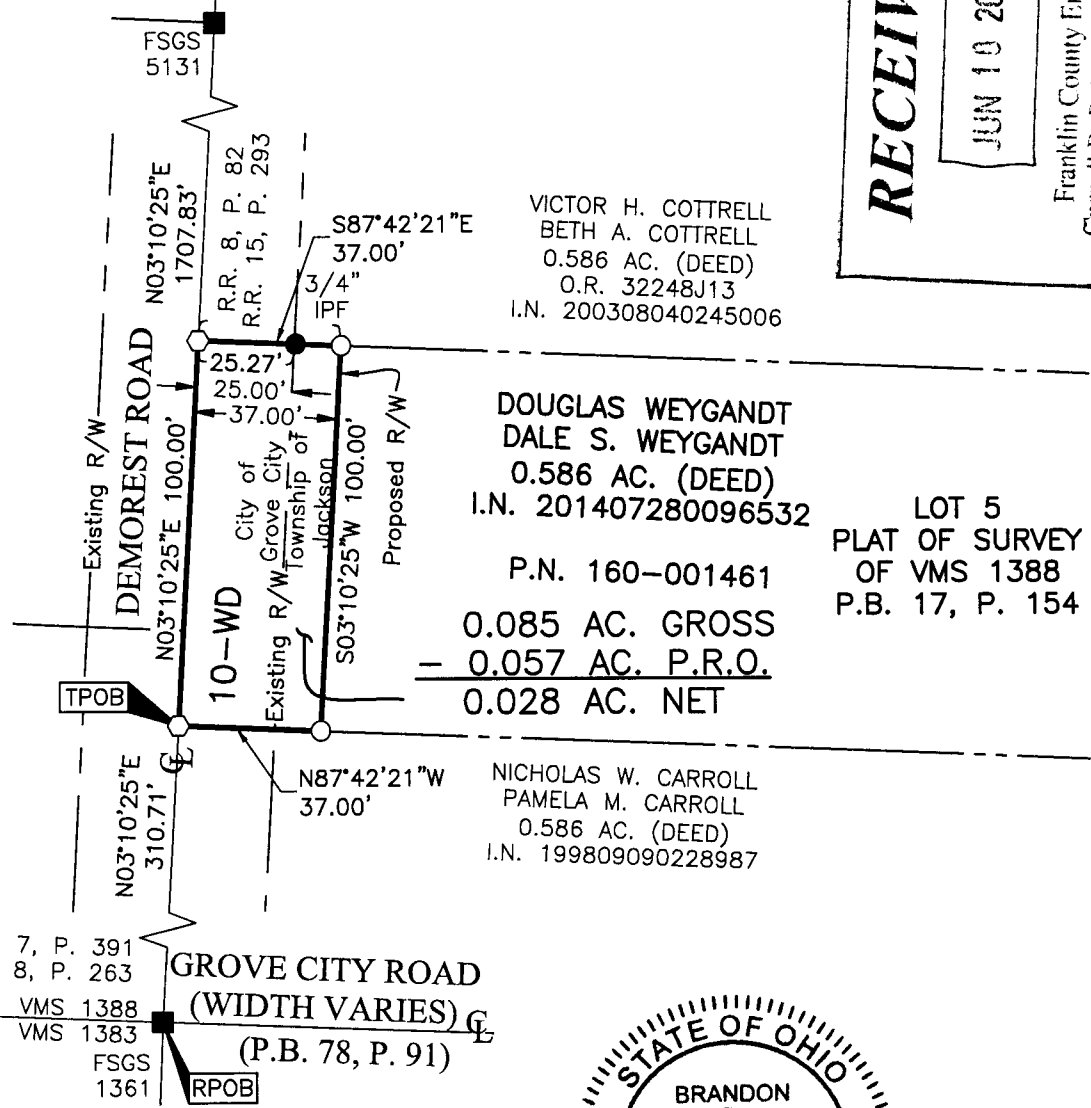 FSGS
5131
RECEIV
JUN 10 20
Franklin County En
N03°10'25"E
1707.83'
R.R. 8, P. 82
R.R. 15, P. 293
S87°42'21"E
37.00'
3/4"
IPF
VICTOR H. COTTRELL
BETH A. COTTRELL
0.586 AC. (DEED)
O.R. 32248J13
I.N. 200308040245006
25.27'
25.00'
37.00'
Existing R/W
DEMOREST ROAD
N03°10'25"E 100.00'
10-WD
City of
Grove City
Township of
Jackson
Existing R/W
S03°10'25"W 100.00'
Proposed R/W
DOUGLAS WEYGANDT
DALE S. WEYGANDT
0.586 AC. (DEED)
I.N. 201407280096532
P.N. 160-001461
0.085 AC. GROSS
- 0.057 AC. P.R.O.
0.028 AC. NET
LOT 5
PLAT OF SURVEY
OF VMS 1388
P.B. 17, P. 154
TPOB
CL
N03°10'25"E
310.71'
N87°42'21"W
37.00'
NICHOLAS W. CARROLL
PAMELA M. CARROLL
0.586 AC. (DEED)
I.N. 199809090228987
7, P. 391
8, P. 263
VMS 1388
VMS 1383
FSGS
1361
RPOB
GROVE CITY ROAD
(WIDTH VARIES) CL
(P.B. 78, P. 91)
STATE OF OHIO
BRANDON